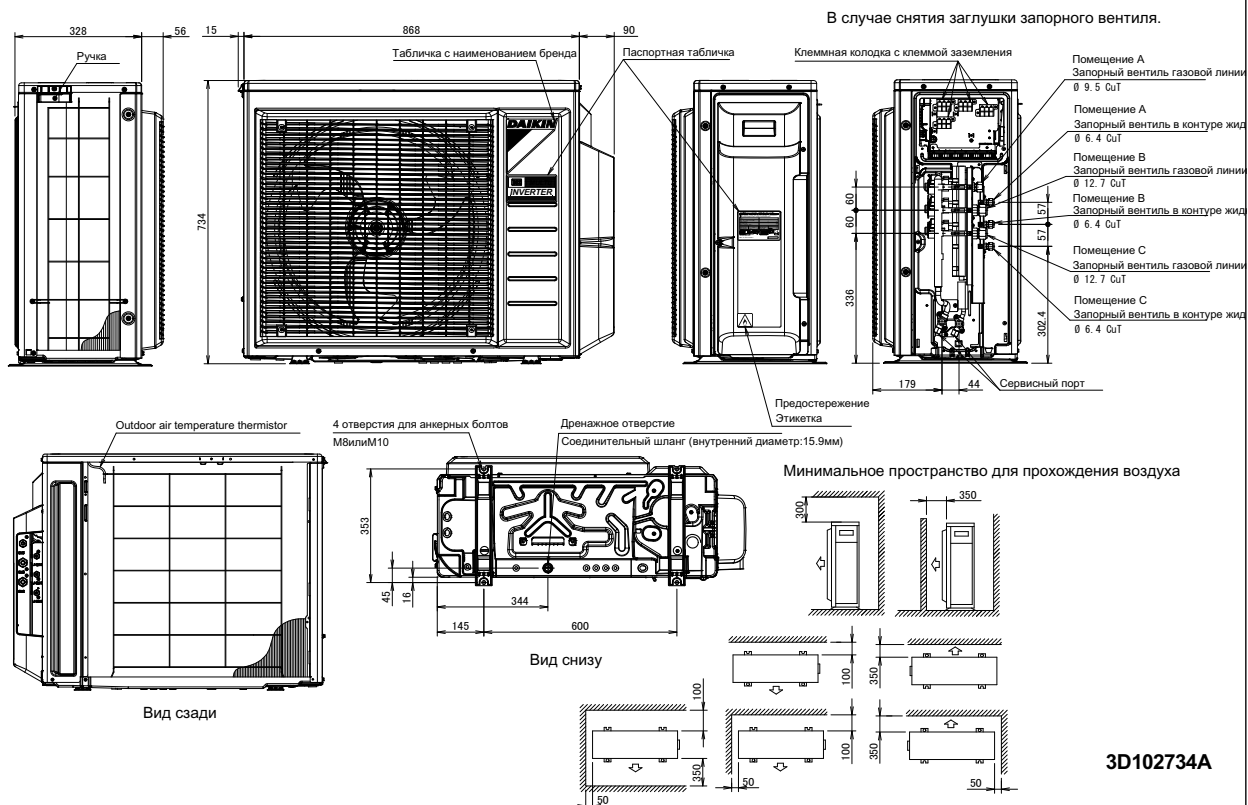 В случае снятия заглушки запорного вентиля.
328
56
15
868
90
Ручка
Табличка с наименованием бренда
Паспортная табличка
Клеммная колодка с клеммой заземления
DAIKIN
INVERTER
734
Помещение A
Запорный вентиль газовой линии
Ø 9.5 CuT
Помещение A
Запорный вентиль в контуре жид
Ø 6.4 CuT
Помещение B
Запорный вентиль газовой линии
Ø 12.7 CuT
Помещение B
Запорный вентиль в контуре жид
Ø 6.4 CuT
Помещение C
Запорный вентиль газовой линии
Ø 12.7 CuT
Помещение C
Запорный вентиль в контуре жид
Ø 6.4 CuT
60
60
336
57
57
302.4
179
44
Сервисный порт
Предостережение
Этикетка
Outdoor air temperature thermistor
4 отверстия для анкерных болтов
M8илиM10
Дренажное отверстие
Соединительный шланг (внутренний диаметр:15.9мм)
353
45
16
344
145
600
Вид снизу
Вид сзади
Минимальное пространство для прохождения воздуха
300
350
100
350
100
350
50
100
50
350
50
3D102734A